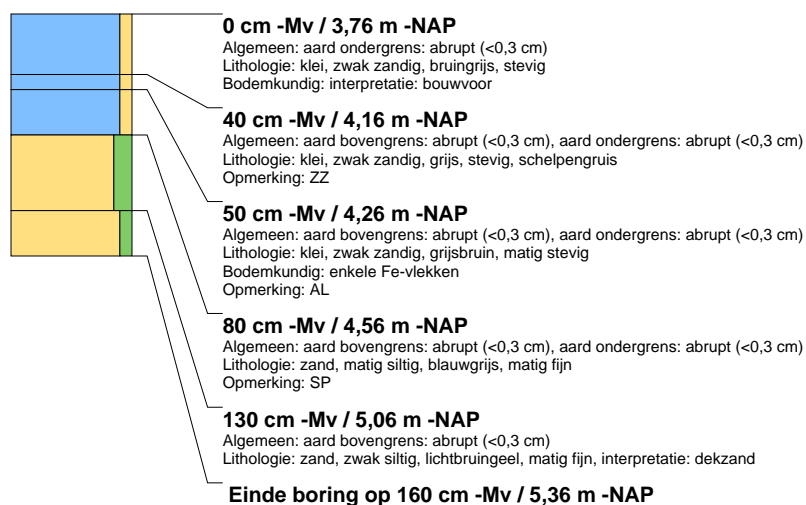 0 cm -Mv / 3,76 m -NAP
Algemeen: aard ondergrens: abrupt (<0,3 cm)
Lithologie: klei, zwak zandig, bruingrijs, stevig
Bodemkundig: interpretatie: bouwvoor
40 cm -Mv / 4,16 m -NAP
Algemeen: aard bovengrens: abrupt (<0,3 cm), aard ondergrens: abrupt (<0,3 cm)
Lithologie: klei, zwak zandig, grijs, stevig, schelpengruis
Opmerking: ZZ
50 cm -Mv / 4,26 m -NAP
Algemeen: aard bovengrens: abrupt (<0,3 cm), aard ondergrens: abrupt (<0,3 cm)
Lithologie: klei, zwak zandig, grijsbruin, matig stevig
Bodemkundig: enkele Fe-vlekken
Opmerking: AL
80 cm -Mv / 4,56 m -NAP
Algemeen: aard bovengrens: abrupt (<0,3 cm), aard ondergrens: abrupt (<0,3 cm)
Lithologie: zand, matig siltig, blauwgrijs, matig fijn
Opmerking: SP
130 cm -Mv / 5,06 m -NAP
Algemeen: aard bovengrens: abrupt (<0,3 cm)
Lithologie: zand, zwak siltig, lichtbruingeel, matig fijn, interpretatie: dekzand
Einde boring op 160 cm -Mv / 5,36 m -NAP